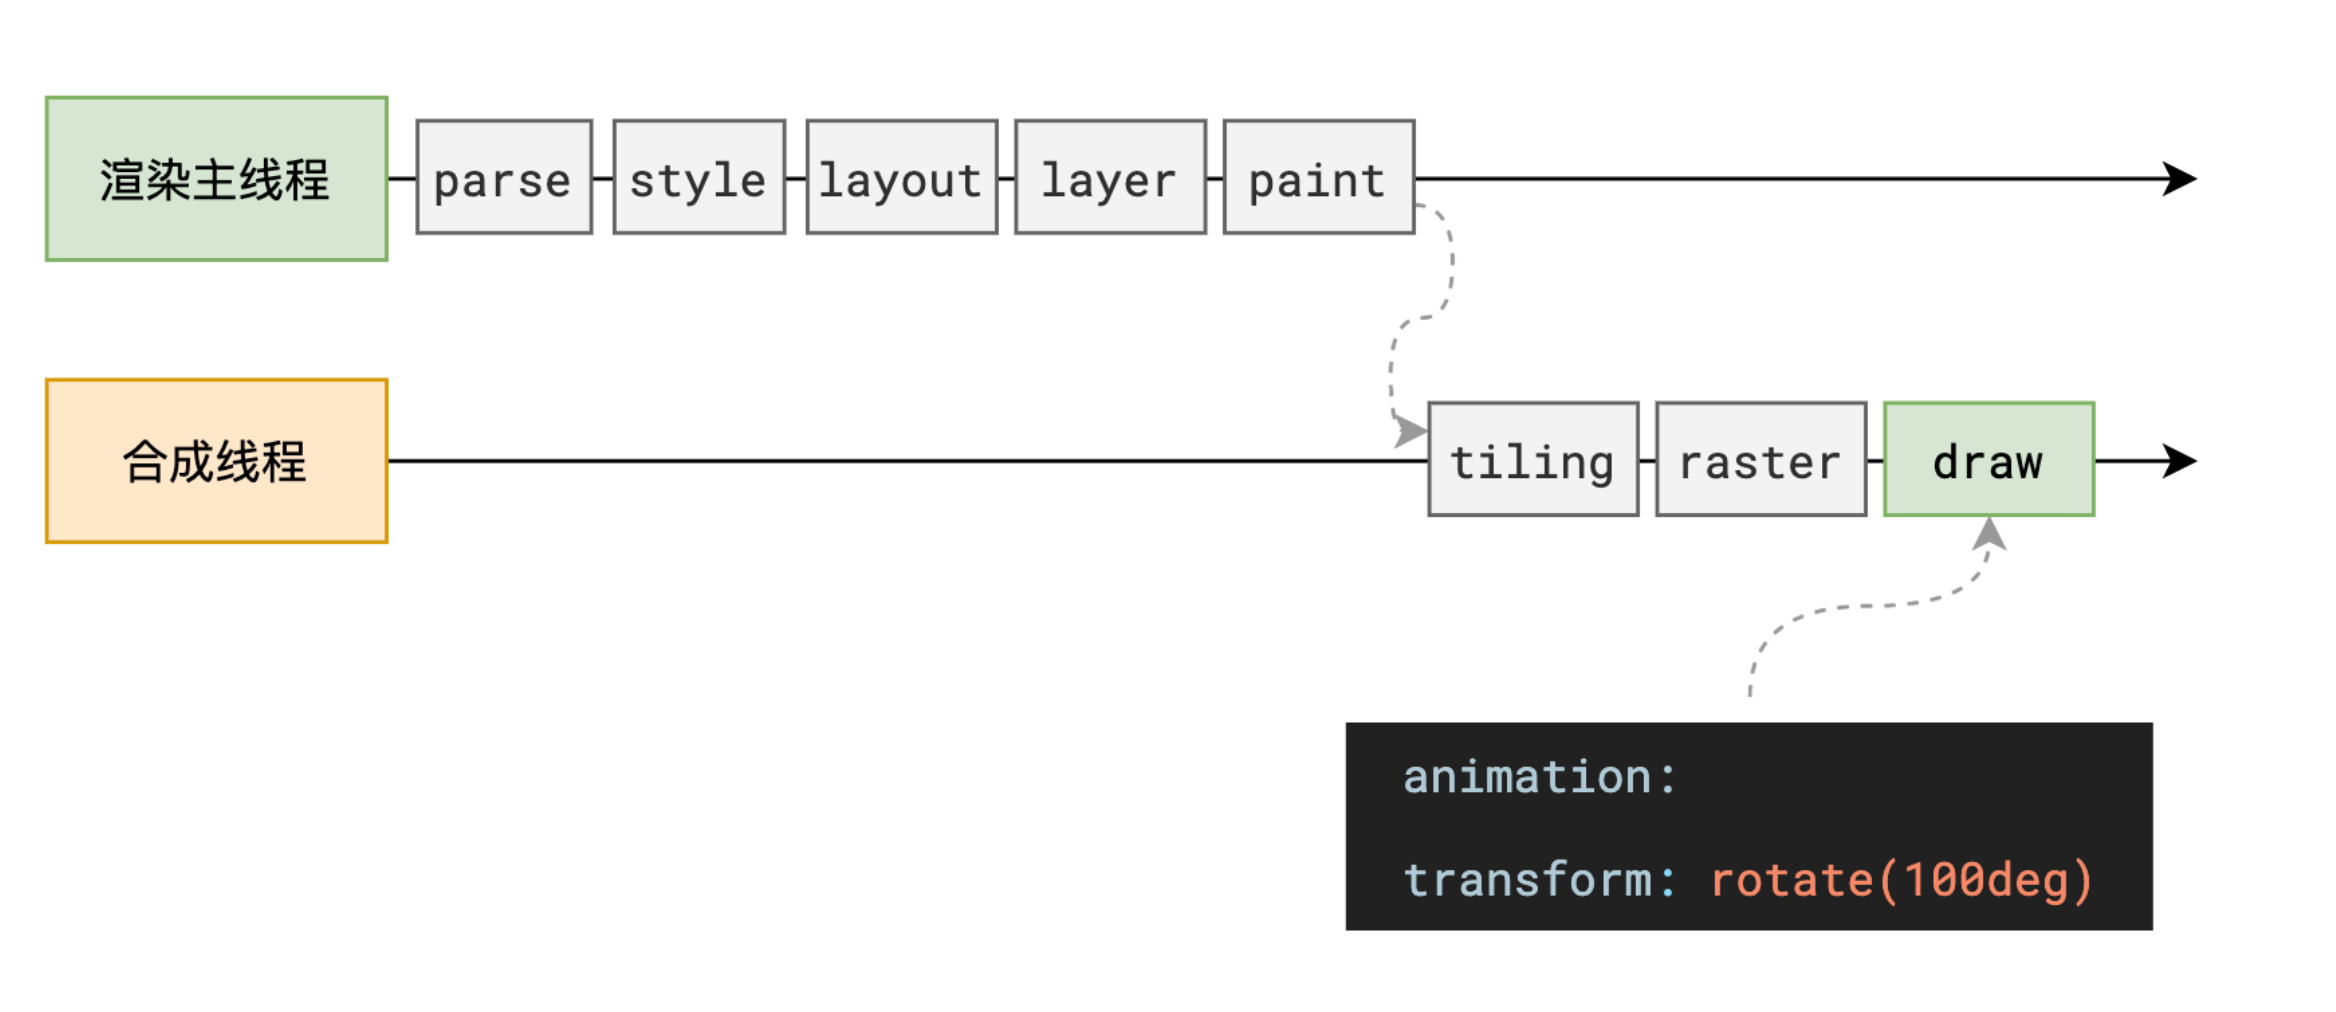 渲染主线程
parse
style
layout
layer
paint
合成线程
tiling
raster
draw
animation:
transform: rotate(100deg)